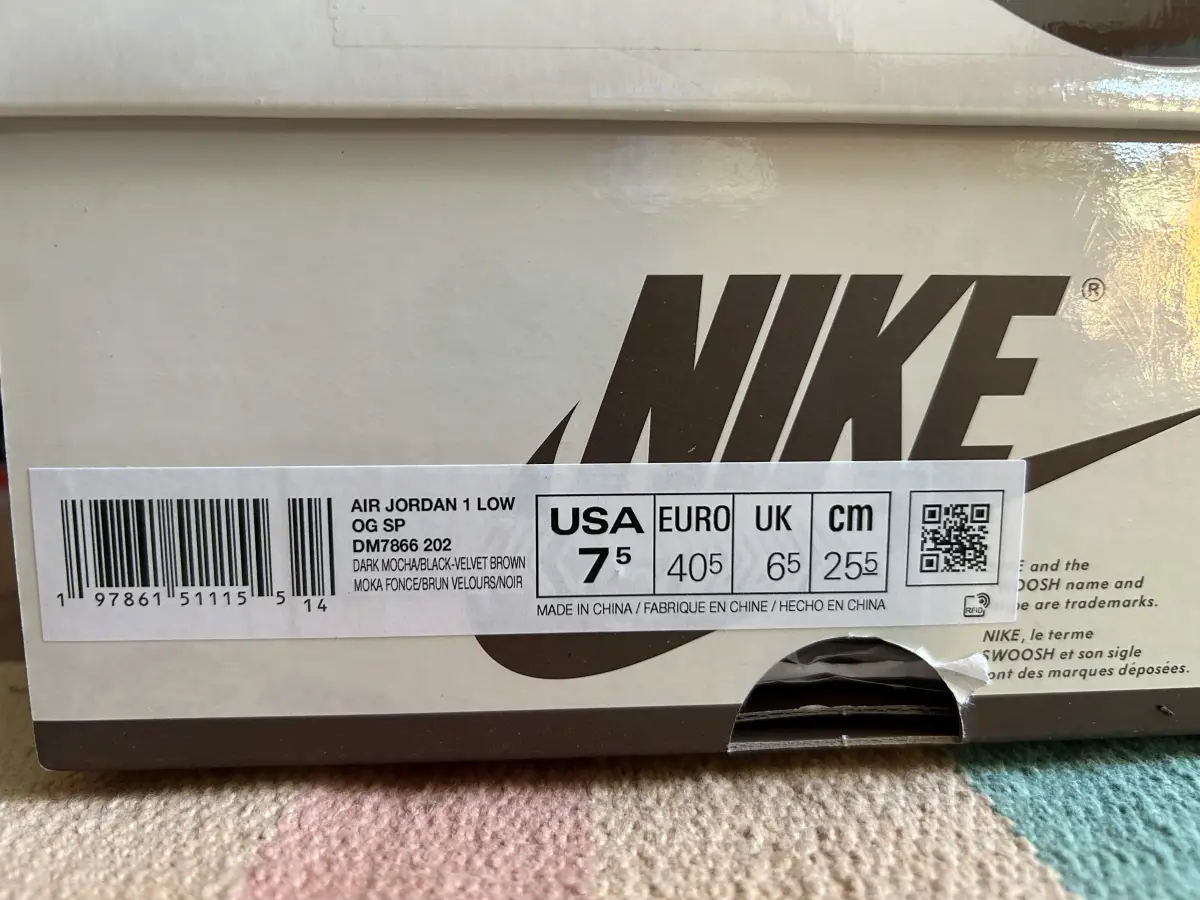 NIKE®
AIR JORDAN 1 LOW
OG SP
DM7866 202
DARK MOCHA/BLACK-VELVET BROWN
MOKA FONCE/BRUN VELOURS/NOIR
1 97861 51115 5 14
USA EURO UK cm
7⁵ 40⁵ 6⁵ 25⁵
MADE IN CHINA / FABRIQUE EN CHINE / HECHO EN CHINA
RFID
E and the
OOSH name and
pe are trademarks.
NIKE, le terme
SWOOSH et son sigle
ont des marques déposées.